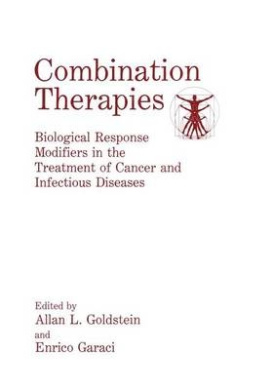 Combination
Therapies
Biological Response
Modifiers in the
Treatment of Cancer and
Infectious Diseases
Edited by
Allan L. Goldstein
and
Enrico Garaci